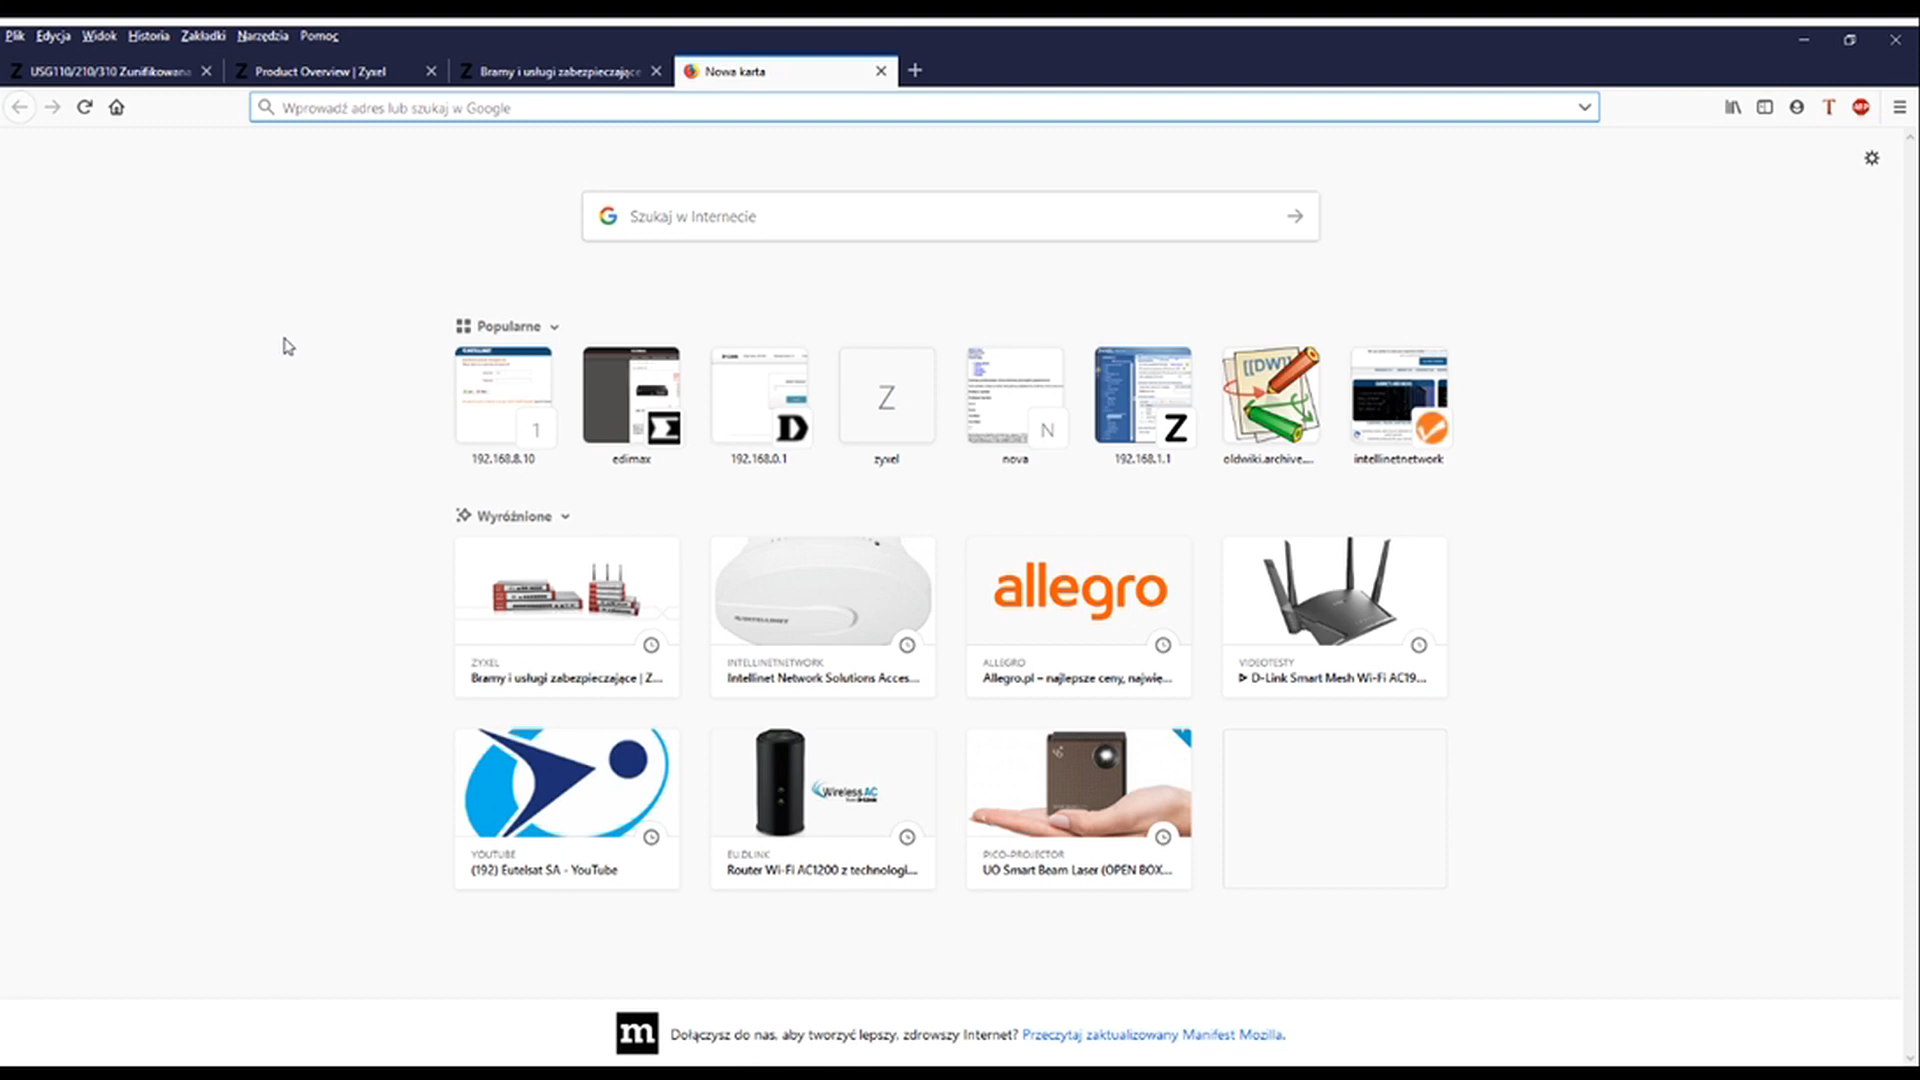 Plik Edycja Widok Historia Zakładki Narzędzia Pomoc
USG110/210/310 Zunifikowana
Product Overview | Zyxel
Bramy i usługi zabezpieczające
Nowa karta
Wprowadź adres lub szukaj w Google
T
ABP
Szukaj w Internecie
Popularne
1
D
Z
N
Z
[[DW]]
192.168.8.10
edimax
192.168.0.1
zyxel
nova
192.168.1.1
oldwiki.archive....
intellinetnetwork
Wyróżnione
allegro
ZYXEL
Bramy i usługi zabezpieczające | Z...
INTELLINETNETWORK
Intellinet Network Solutions Acces...
ALLEGRO
Allegro.pl – najlepsze ceny, najwię...
VIDEOTESTY
D-Link Smart Mesh Wi-Fi AC19...
Wireless AC
YOUTUBE
(192) Eutelsat SA - YouTube
EU.DLINK
Router Wi-Fi AC1200 z technologi...
PICO-PROJECTOR
UO Smart Beam Laser (OPEN BOX...
m
Dołączysz do nas, aby tworzyć lepszy, zdrowszy Internet? Przeczytaj zaktualizowany Manifest Mozilla.